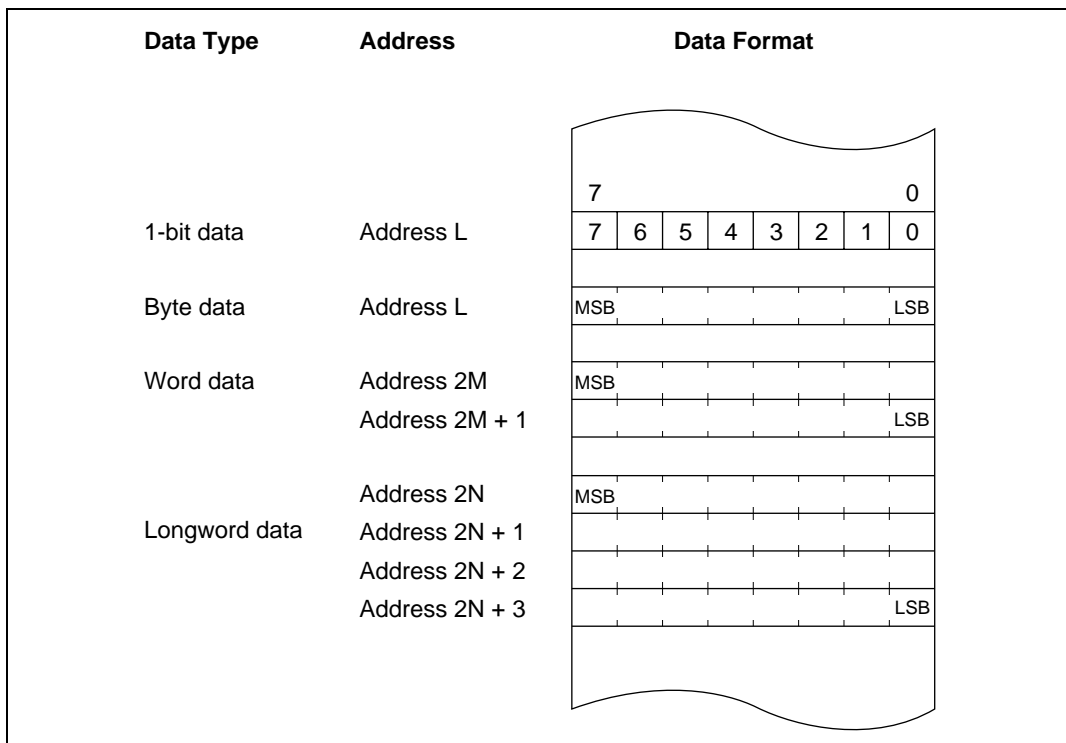 Data Type Address Data Format
7 0
1-bit data Address L 7 6 5 4 3 2 1 0
Byte data Address L MSB LSB
Word data Address 2M MSB
Address 2M + 1 LSB
Address 2N MSB
Longword data Address 2N + 1
Address 2N + 2
Address 2N + 3 LSB